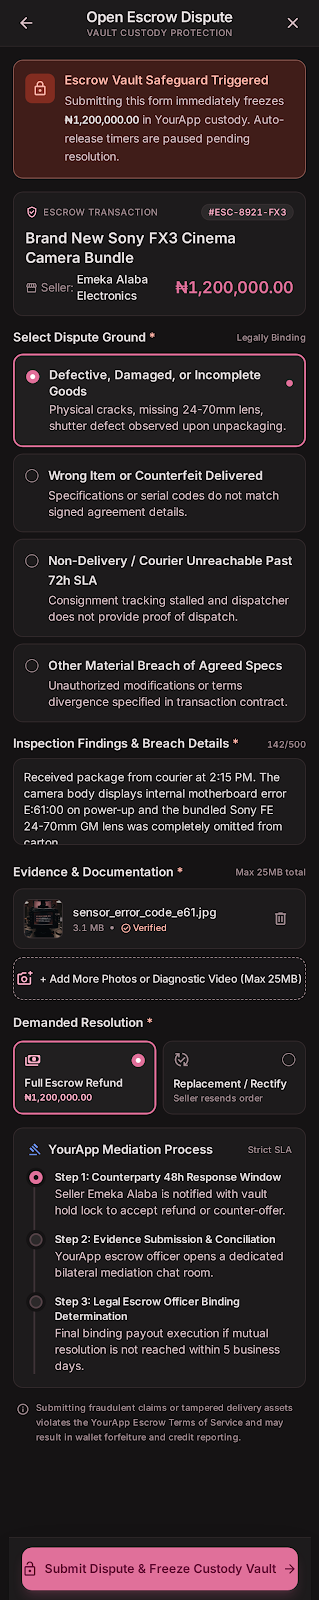 Open Escrow Dispute
VAULT CUSTODY PROTECTION
Escrow Vault Safeguard Triggered
Submitting this form immediately freezes
₦1,200,000.00 in YourApp custody. Auto-
release timers are paused pending
resolution.
ESCROW TRANSACTION
#ESC-8921-FX3
Brand New Sony FX3 Cinema
Camera Bundle
Seller: Emeka Alaba
Electronics
₦1,200,000.00
Select Dispute Ground *
Legally Binding
Defective, Damaged, or Incomplete
Goods
Physical cracks, missing 24-70mm lens,
shutter defect observed upon unpackaging.
Wrong Item or Counterfeit Delivered
Specifications or serial codes do not match
signed agreement details.
Non-Delivery / Courier Unreachable Past
72h SLA
Consignment tracking stalled and dispatcher
does not provide proof of dispatch.
Other Material Breach of Agreed Specs
Unauthorized modifications or terms
divergence specified in transaction contract.
Inspection Findings & Breach Details *
142/500
Received package from courier at 2:15 PM. The
camera body displays internal motherboard error
E:61:00 on power-up and the bundled Sony FE
24-70mm GM lens was completely omitted from
carton
Evidence & Documentation *
Max 25MB total
sensor_error_code_e61.jpg
3.1 MB • Verified
+ Add More Photos or Diagnostic Video (Max 25MB)
Demanded Resolution *
Full Escrow Refund
₦1,200,000.00
Replacement / Rectify
Seller resends order
YourApp Mediation Process
Strict SLA
Step 1: Counterparty 48h Response Window
Seller Emeka Alaba is notified with vault
hold lock to accept refund or counter-offer.
Step 2: Evidence Submission & Conciliation
YourApp escrow officer opens a dedicated
bilateral mediation chat room.
Step 3: Legal Escrow Officer Binding
Determination
Final binding payout execution if mutual
resolution is not reached within 5 business
days.
Submitting fraudulent claims or tampered delivery assets
violates the YourApp Escrow Terms of Service and may
result in wallet forfeiture and credit reporting.
Submit Dispute & Freeze Custody Vault